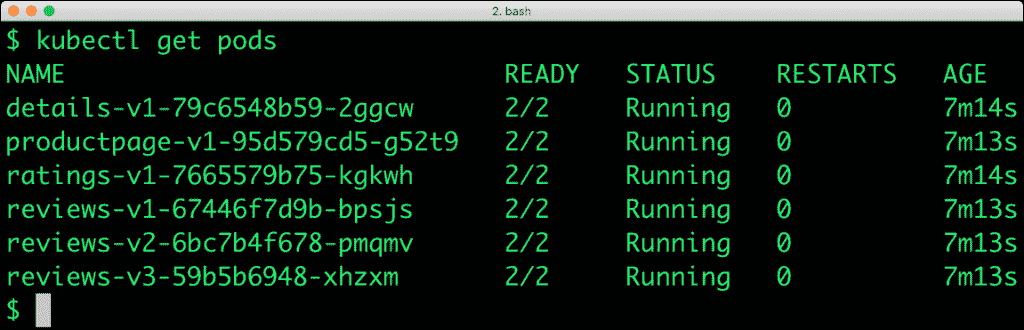 2. bash
$ kubectl get pods
NAME READY STATUS RESTARTS AGE
details-v1-79c6548b59-2ggcw 2/2 Running 0 7m14s
productpage-v1-95d579cd5-g52t9 2/2 Running 0 7m13s
ratings-v1-7665579b75-kgkwh 2/2 Running 0 7m14s
reviews-v1-67446f7d9b-bpsjs 2/2 Running 0 7m13s
reviews-v2-6bc7b4f678-pmqmv 2/2 Running 0 7m13s
reviews-v3-59b5b6948-xhzxm 2/2 Running 0 7m13s
$